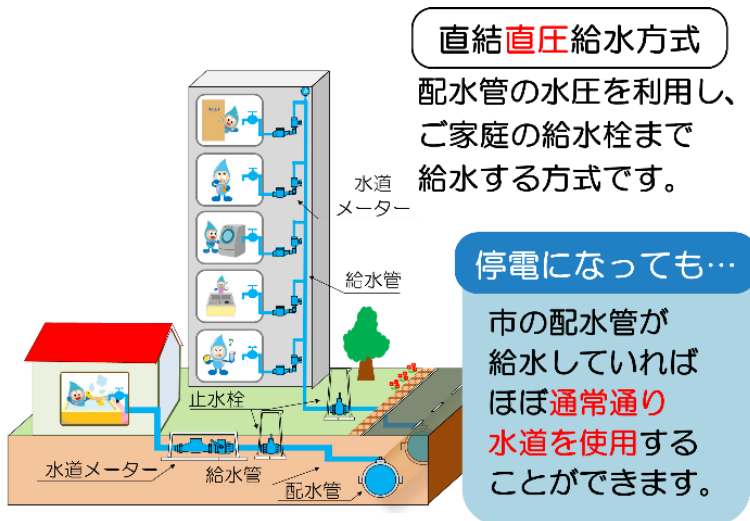 直結直圧給水方式
配水管の水圧を利用し、
ご家庭の給水栓まで
給水する方式です。
水道
メーター
給水管
停電になっても…
市の配水管が
給水していれば
ほぼ通常通り
水道を使用する
ことができます。
止水栓
水道メーター
給水管
配水管